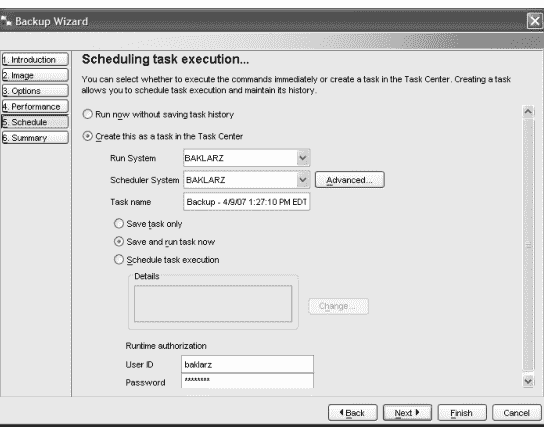 Backup Wizard
1. Introduction
2. Image
3. Options
4. Performance
5. Schedule
6. Summary
Scheduling task execution...
You can select whether to execute the commands immediately or create a task in the Task Center. Creating a task
allows you to schedule task execution and maintain its history.
Run now without saving task history
Create this as a task in the Task Center
Run System BAKLARZ
Scheduler System BAKLARZ Advanced...
Task name Backup - 4/9/07 1:27:10 PM EDT
Save task only
Save and run task now
Schedule task execution
Details
Change...
Runtime authorization
User ID baklarz
Password ********
Back Next Finish Cancel